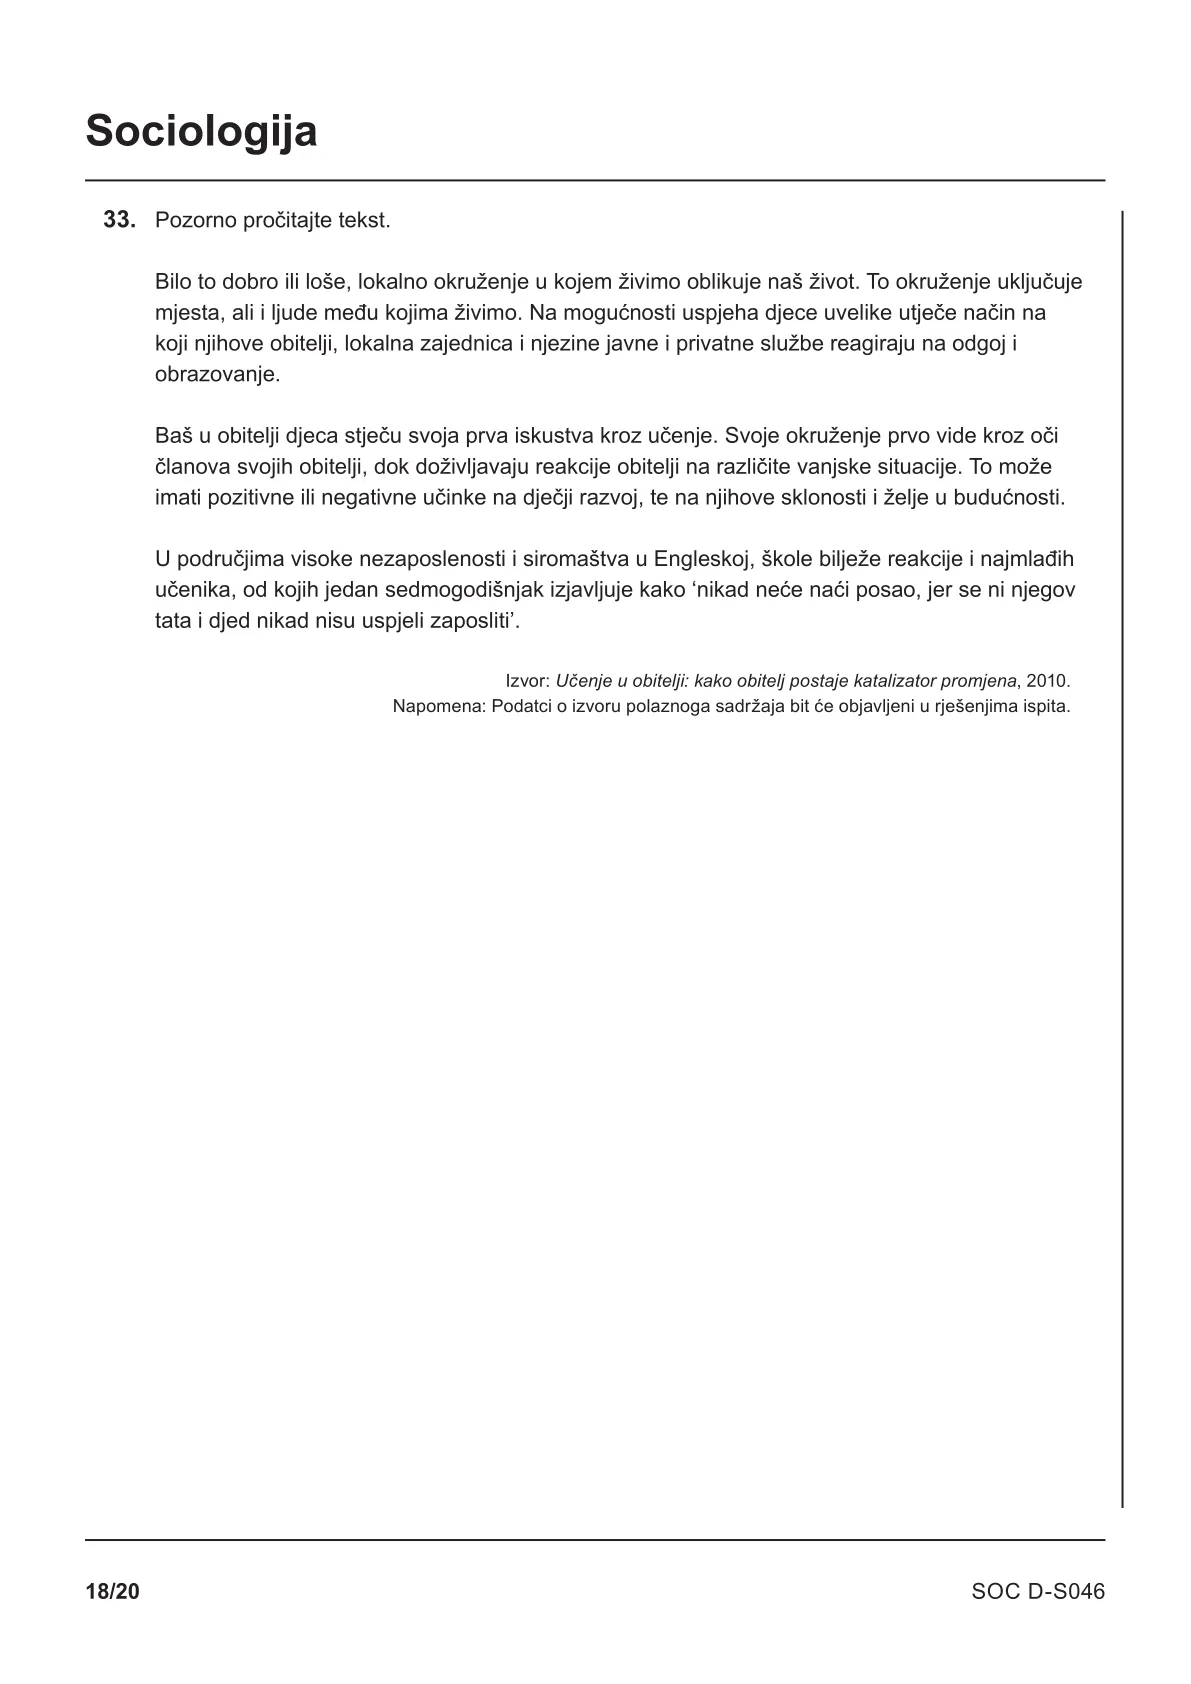 Sociologija
33. Pozorno pročitajte tekst.
Bilo to dobro ili loše, lokalno okruženje u kojem živimo oblikuje naš život. To okruženje uključuje
mjesta, ali i ljude među kojima živimo. Na mogućnosti uspjeha djece uvelike utječe način na
koji njihove obitelji, lokalna zajednica i njezine javne i privatne službe reagiraju na odgoj i
obrazovanje.
Baš u obitelji djeca stječu svoja prva iskustva kroz učenje. Svoje okruženje prvo vide kroz oči
članova svojih obitelji, dok doživljavaju reakcije obitelji na različite vanjske situacije. To može
imati pozitivne ili negativne učinke na dječji razvoj, te na njihove sklonosti i želje u budućnosti.
U područjima visoke nezaposlenosti i siromaštva u Engleskoj, škole bilježe reakcije i najmlađih
učenika, od kojih jedan sedmogodišnjak izjavljuje kako ‘nikad neće naći posao, jer se ni njegov
tata i djed nikad nisu uspjeli zaposliti’.
Izvor: Učenje u obitelji: kako obitelj postaje katalizator promjena, 2010.
Napomena: Podatci o izvoru polaznoga sadržaja bit će objavljeni u rješenjima ispita.
18/20
SOC D-S046